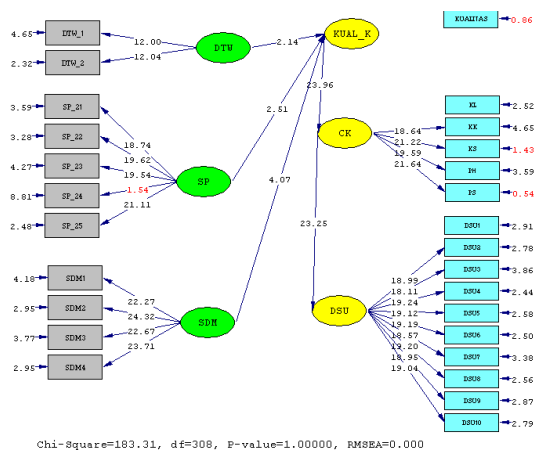 KUALITAS 0.86
4.65 DTW_1
2.32 DTW_2
12.00
12.04
DTW
2.14
KUAL_K
23.96
3.59 SP_21
3.28 SP_22
4.27 SP_23
8.81 SP_24
2.48 SP_25
18.74
19.62
19.54
1.54
21.11
SP
2.51
4.07
CK
18.64
21.22
19.59
21.64
KL 2.52
KK 4.65
KS 1.43
PH 3.59
PS 0.54
23.25
4.18 SDM1
2.95 SDM2
3.77 SDM3
2.95 SDM4
22.27
24.32
22.67
23.71
SDM
DSU
18.99
18.11
19.24
19.12
19.19
18.57
19.20
18.95
19.04
DSU1 2.91
DSU2 2.78
DSU3 3.86
DSU4 2.44
DSU5 2.58
DSU6 2.50
DSU7 3.38
DSU8 2.56
DSU9 2.87
DSU10 2.79
Chi-Square=183.31, df=308, P-value=1.00000, RMSEA=0.000